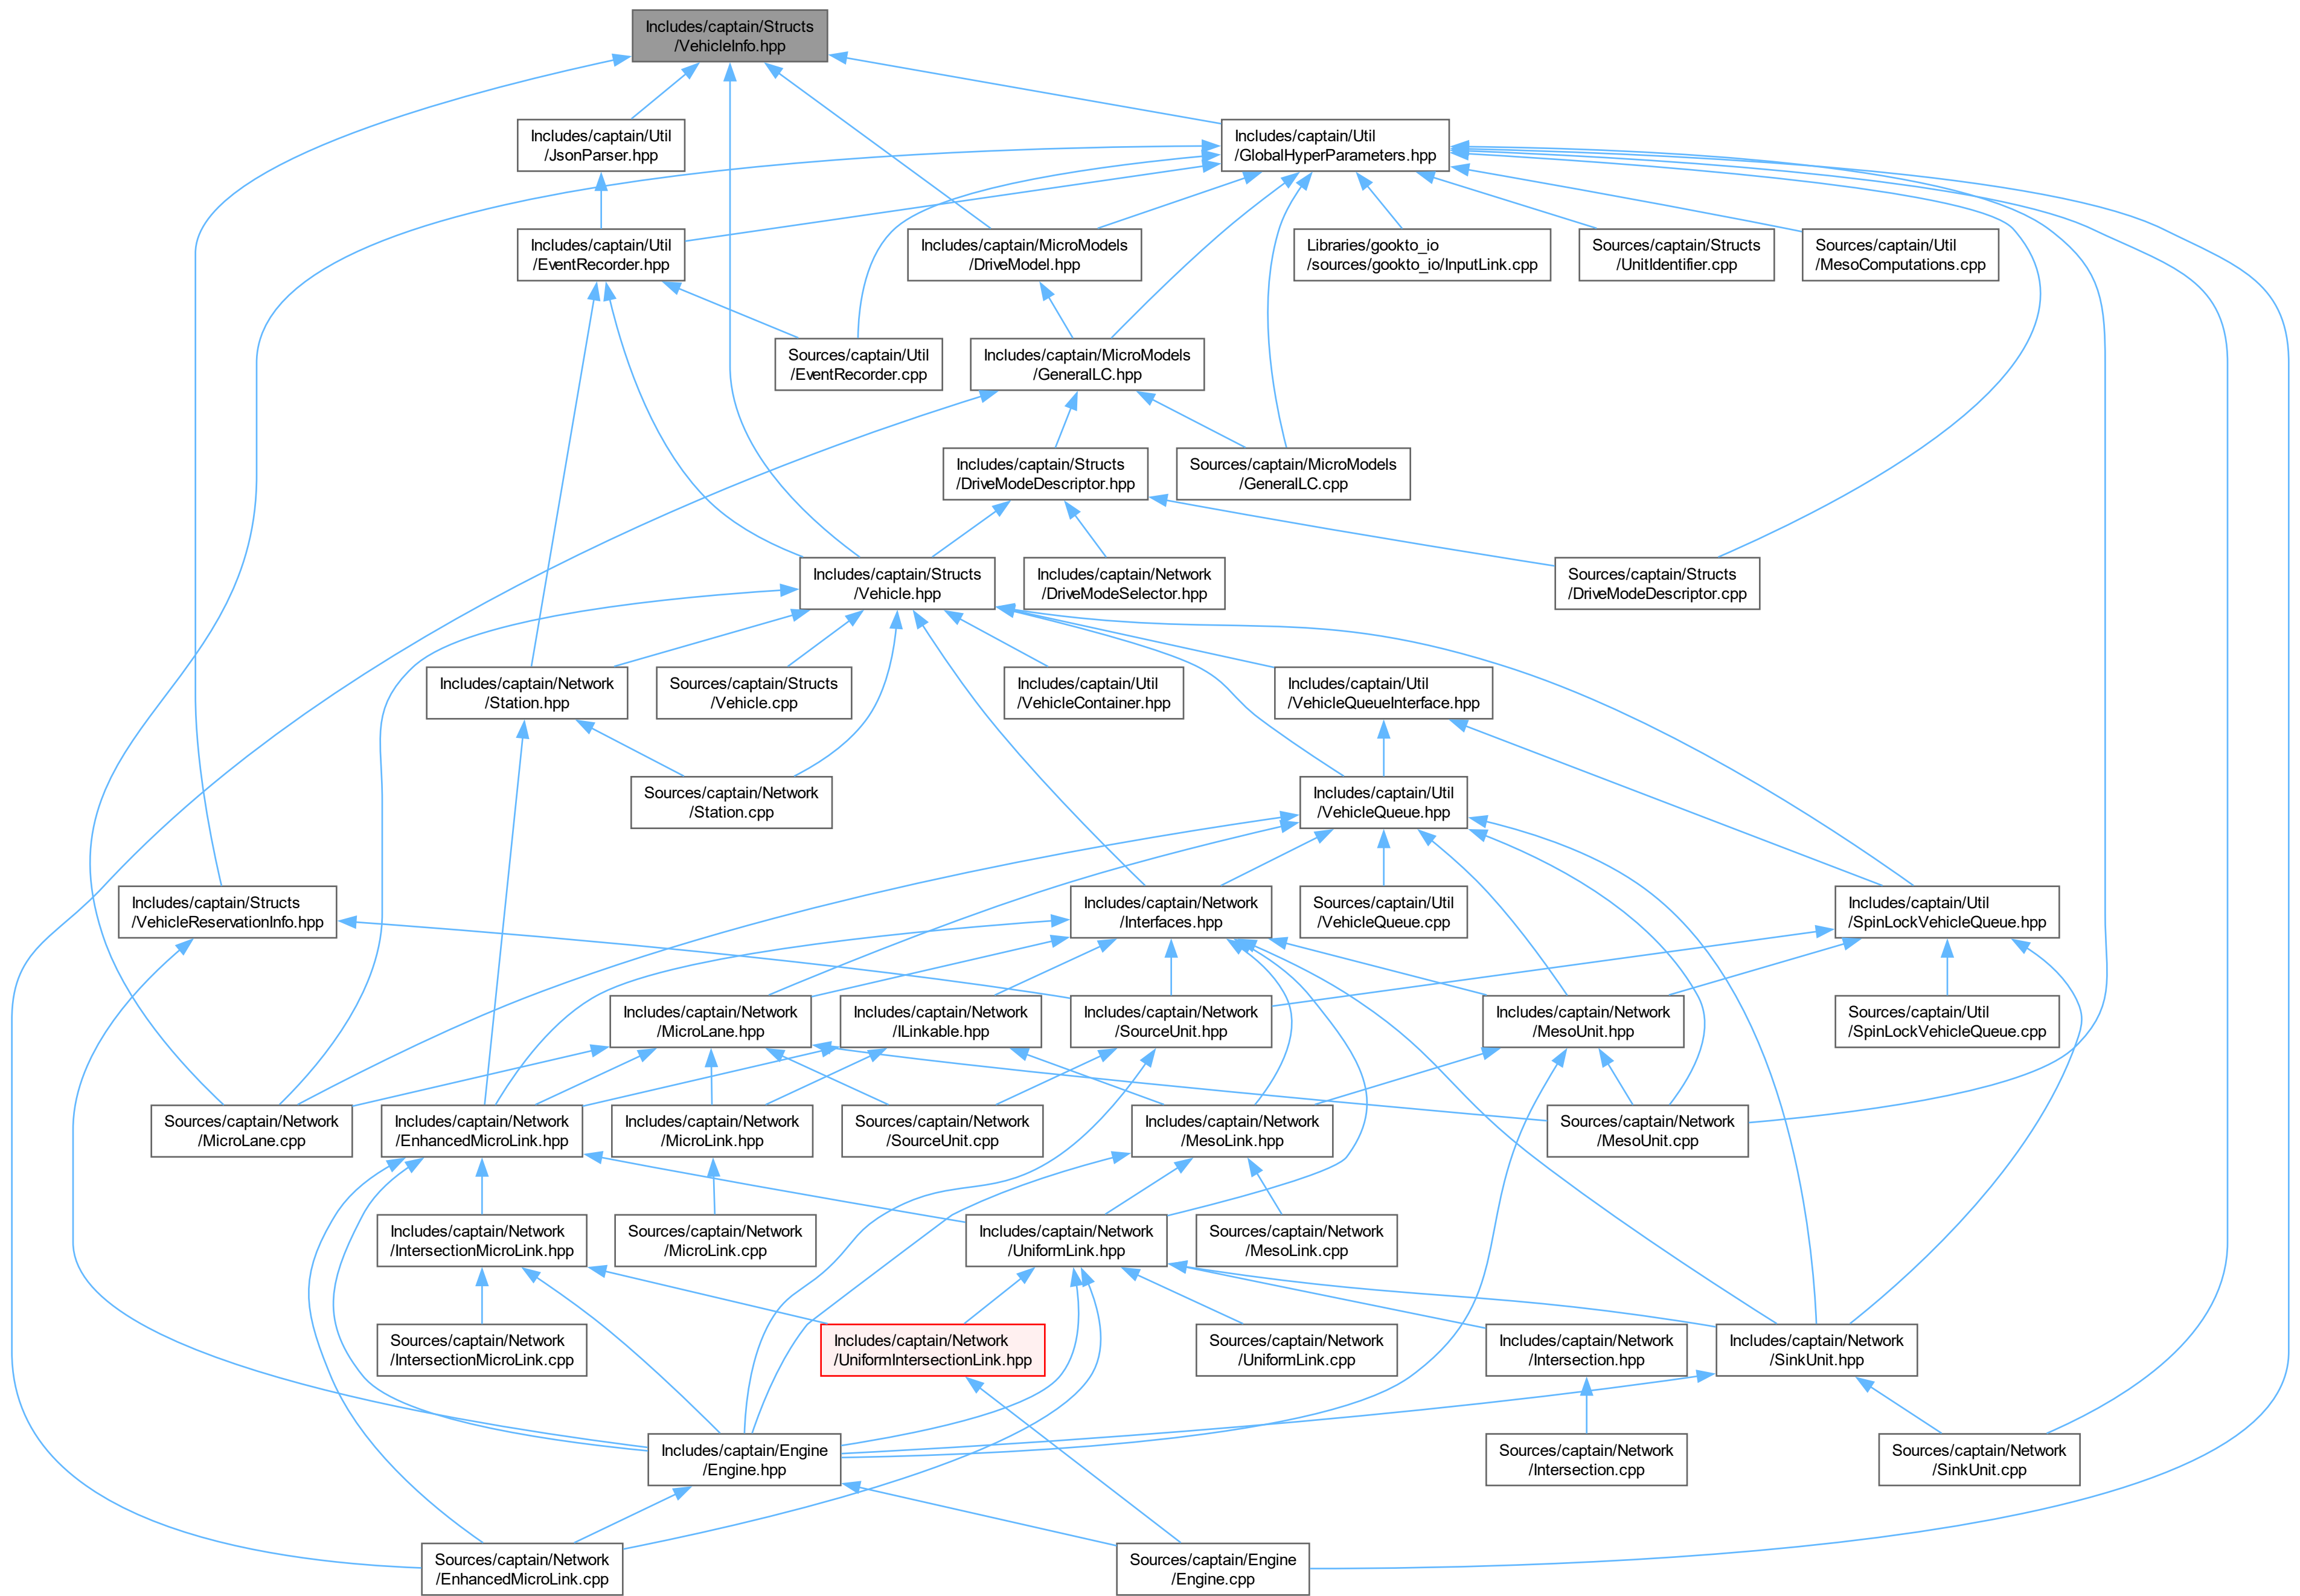 Includes/captain/Structs
/VehicleInfo.hpp
Includes/captain/Util
/JsonParser.hpp
Includes/captain/Util
/GlobalHyperParameters.hpp
Includes/captain/Util
/EventRecorder.hpp
Includes/captain/MicroModels
/DriveModel.hpp
Libraries/gookto_io
/sources/gookto_io/InputLink.cpp
Sources/captain/Structs
/UnitIdentifier.cpp
Sources/captain/Util
/MesoComputations.cpp
Sources/captain/Util
/EventRecorder.cpp
Includes/captain/MicroModels
/GeneralLC.hpp
Includes/captain/Structs
/DriveModeDescriptor.hpp
Sources/captain/MicroModels
/GeneralLC.cpp
Includes/captain/Structs
/Vehicle.hpp
Includes/captain/Network
/DriveModeSelector.hpp
Sources/captain/Structs
/DriveModeDescriptor.cpp
Includes/captain/Network
/Station.hpp
Sources/captain/Structs
/Vehicle.cpp
Includes/captain/Util
/VehicleContainer.hpp
Includes/captain/Util
/VehicleQueueInterface.hpp
Sources/captain/Network
/Station.cpp
Includes/captain/Util
/VehicleQueue.hpp
Includes/captain/Structs
/VehicleReservationInfo.hpp
Includes/captain/Network
/Interfaces.hpp
Sources/captain/Util
/VehicleQueue.cpp
Includes/captain/Util
/SpinLockVehicleQueue.hpp
Includes/captain/Network
/MicroLane.hpp
Includes/captain/Network
/ILinkable.hpp
Includes/captain/Network
/SourceUnit.hpp
Includes/captain/Network
/MesoUnit.hpp
Sources/captain/Util
/SpinLockVehicleQueue.cpp
Sources/captain/Network
/MicroLane.cpp
Includes/captain/Network
/EnhancedMicroLink.hpp
Includes/captain/Network
/MicroLink.hpp
Sources/captain/Network
/SourceUnit.cpp
Includes/captain/Network
/MesoLink.hpp
Sources/captain/Network
/MesoUnit.cpp
Includes/captain/Network
/IntersectionMicroLink.hpp
Sources/captain/Network
/MicroLink.cpp
Includes/captain/Network
/UniformLink.hpp
Sources/captain/Network
/MesoLink.cpp
Sources/captain/Network
/IntersectionMicroLink.cpp
Includes/captain/Network
/UniformIntersectionLink.hpp
Sources/captain/Network
/UniformLink.cpp
Includes/captain/Network
/Intersection.hpp
Includes/captain/Network
/SinkUnit.hpp
Includes/captain/Engine
/Engine.hpp
Sources/captain/Network
/Intersection.cpp
Sources/captain/Network
/SinkUnit.cpp
Sources/captain/Network
/EnhancedMicroLink.cpp
Sources/captain/Engine
/Engine.cpp